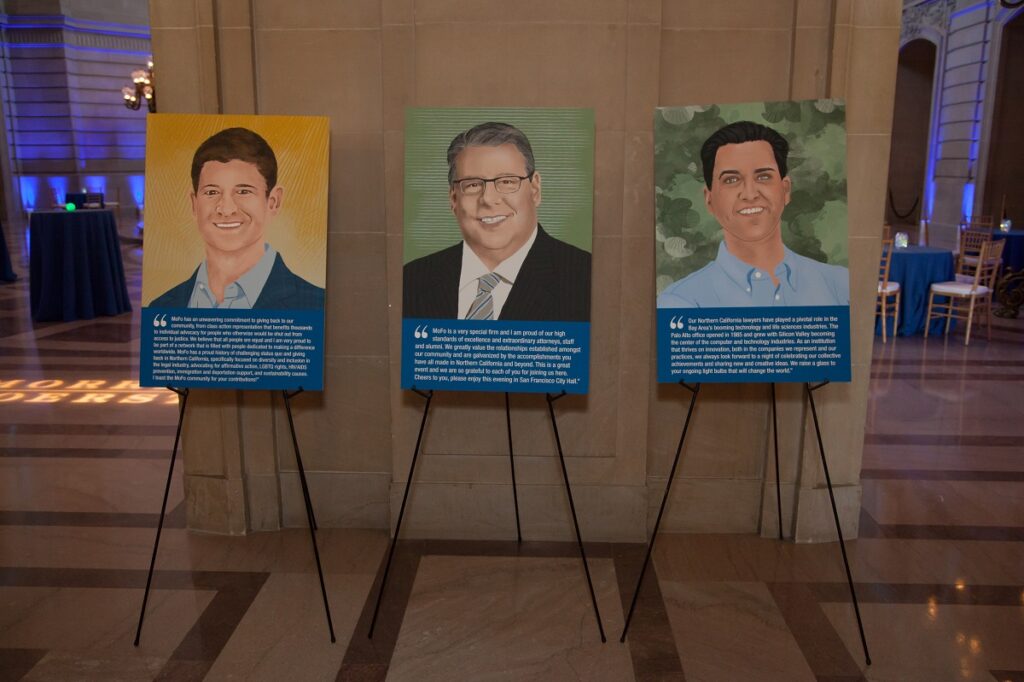 “MoFo has an unwavering commitment to giving back to our
community, from class action representation that benefits thousands
to individual advocacy for people who otherwise would be shut out from
access to justice. We believe that all people are equal and I am very proud to
be part of a network that is filled with people dedicated to making a difference
worldwide. MoFo has a proud history of challenging status quo and giving
back in Northern California, specifically focused on diversity and inclusion in
the legal industry, advocating for affirmative action, LGBTQ rights, HIV/AIDS
prevention, immigration and deportation support, and sustainability causes.
I toast the MoFo community for your contributions!”
“MoFo is a very special firm and I am proud of our high
standards of excellence and extraordinary attorneys, staff
and alumni. We greatly value the relationships established amongst
our community and are galvanized by the accomplishments you
have all made in Northern California and beyond. This is a great
event and we are so grateful to each of you for joining us here.
Cheers to you, please enjoy this evening in San Francisco City Hall.”
“Our Northern California lawyers have played a pivotal role in the
Bay Area's booming technology and life sciences industries. The
Palo Alto office opened in 1985 and grew with Silicon Valley becoming
the center of the computer and technology industries. As an institution
that thrives on innovation, both in the companies we represent and our
practices, we always look forward to a night of celebrating our collective
achievements and sharing new and creative ideas. We raise a glass to
your ongoing light bulbs that will change the world.”